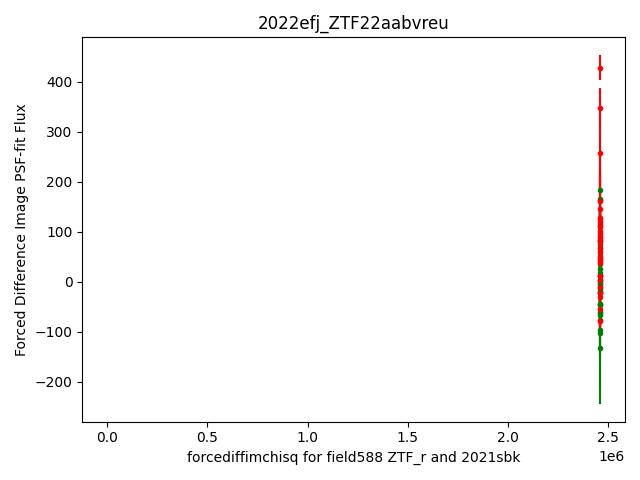 2022efj_ZTF22aabvreu
Forced Difference Image PSF-fit Flux
400
300
200
100
0
−100
−200
0.0 0.5 1.0 1.5 2.0 2.5
1e6
forcediffimchisq for field588 ZTF_r and 2021sbk